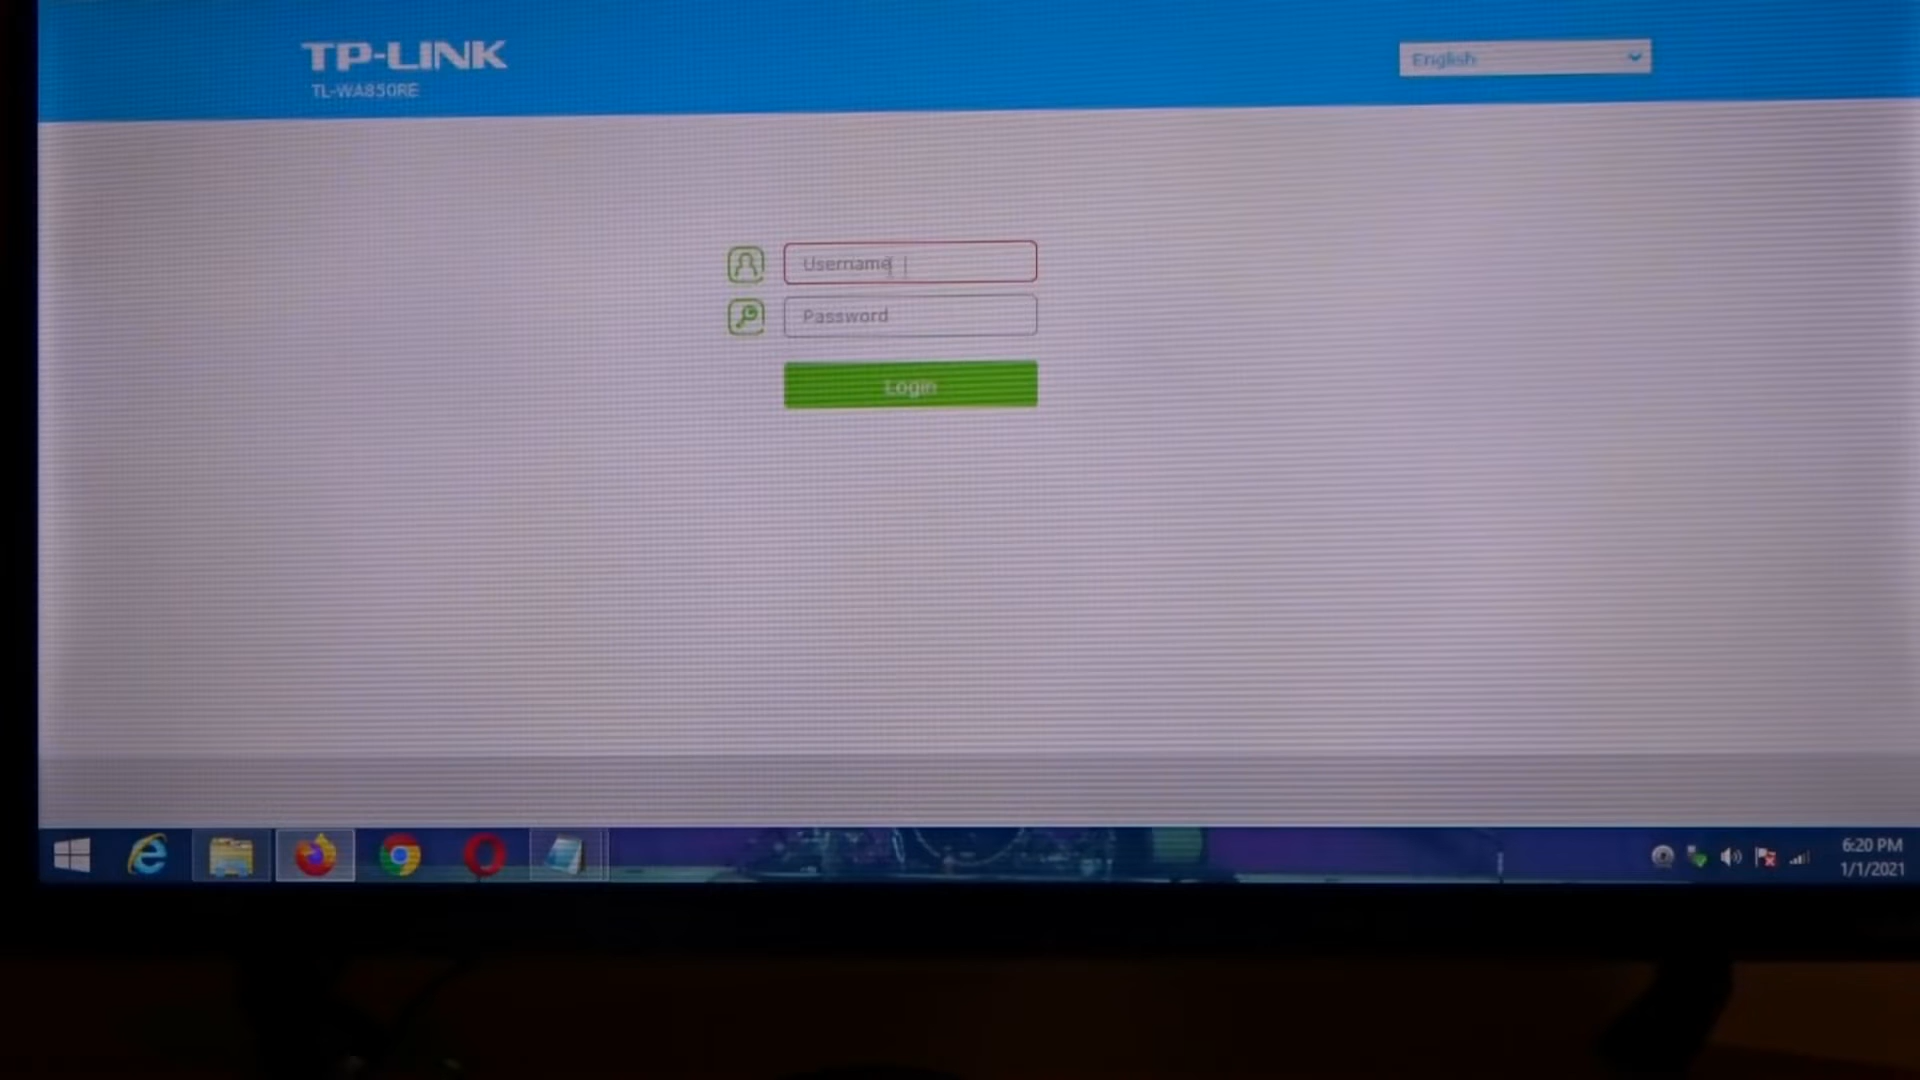 TP-LINK
TL-WA850RE
English
Username
Password
Login
6:20 PM
1/1/2021